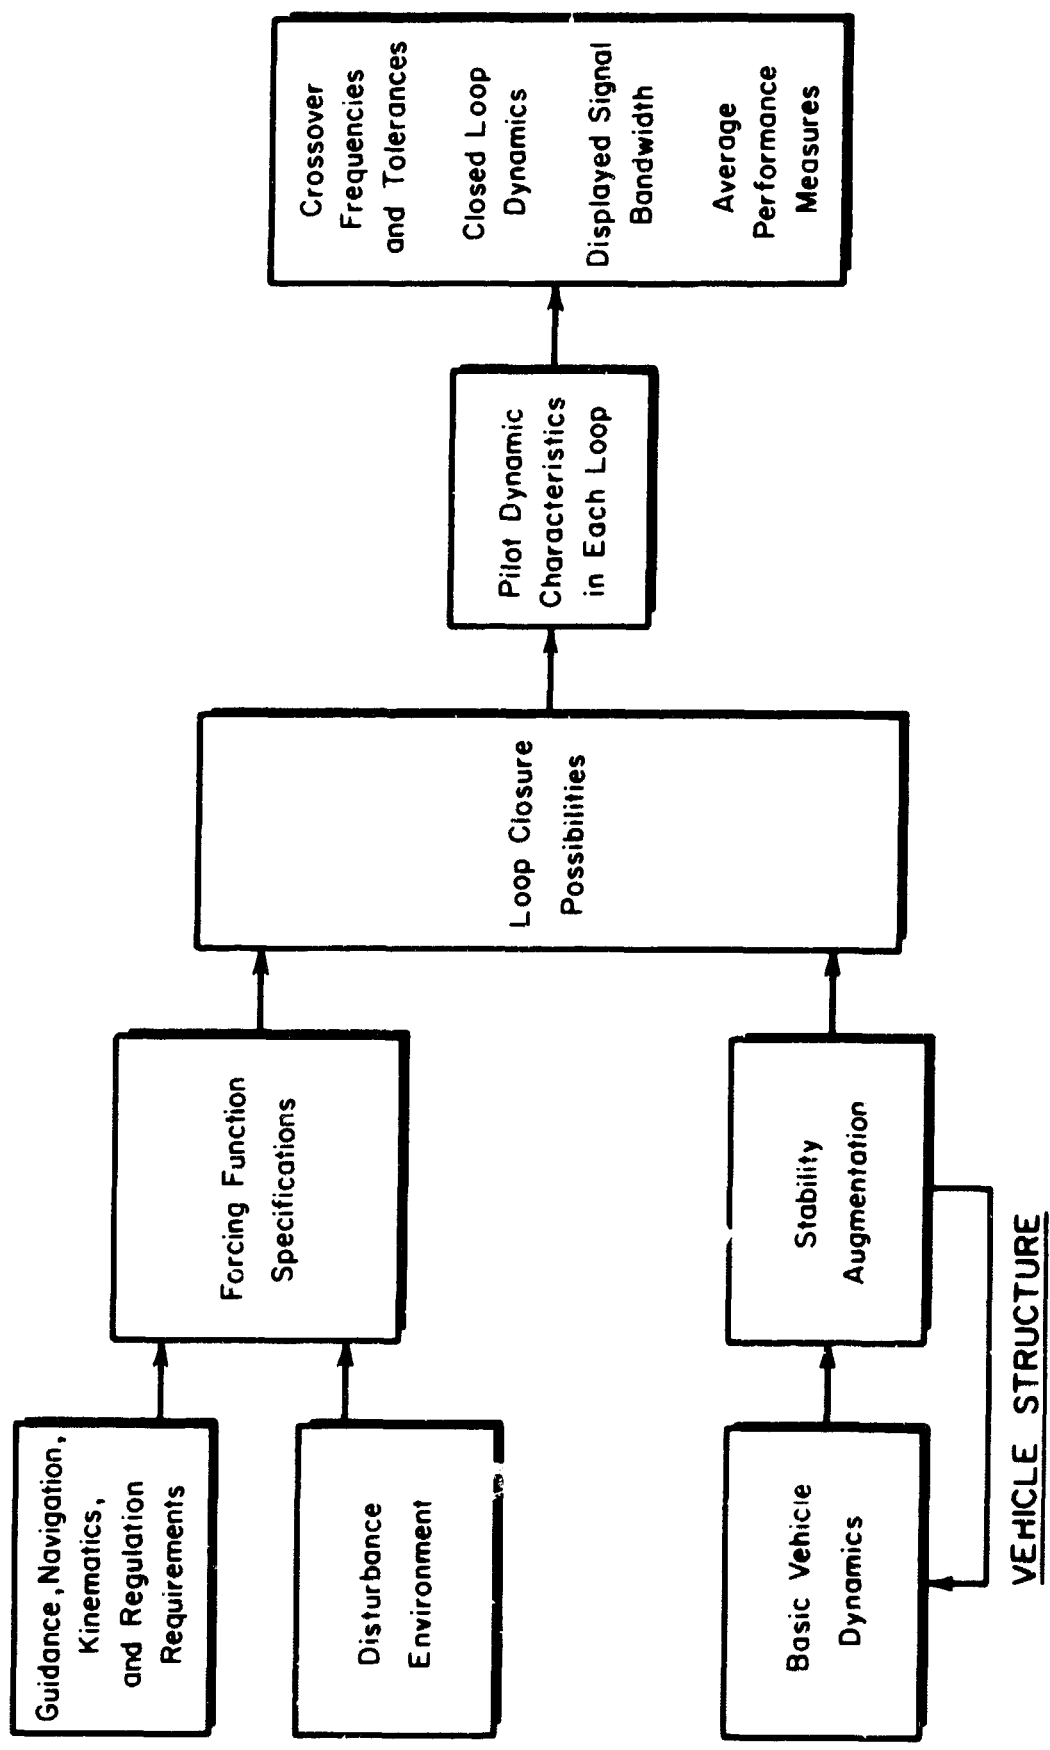 Guidance, Navigation,
Kinematics,
and Regulation
Requirements
Disturbance
Environment
Forcing Function
Specifications
Basic Vehicle
Dynamics
Stability
Augmentation
VEHICLE STRUCTURE
Loop Closure
Possibilities
Pilot Dynamic
Characteristics
in Each Loop
Crossover
Frequencies
and Tolerances
Closed Loop
Dynamics
Displayed Signal
Bandwidth
Average
Performance
Measures